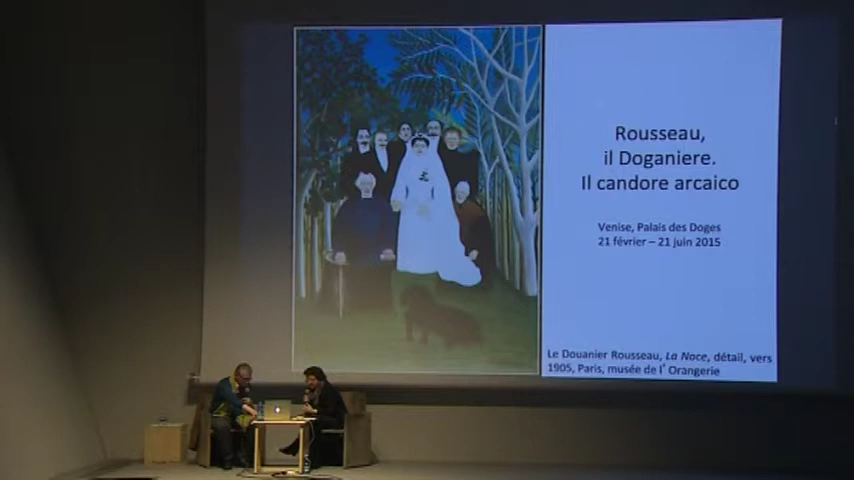 Rousseau,
il Doganiere.
Il candore arcaico
Venise, Palais des Doges
21 février – 21 juin 2015
Le Douanier Rousseau, La Noce, détail, vers
1905, Paris, musée de l' Orangerie